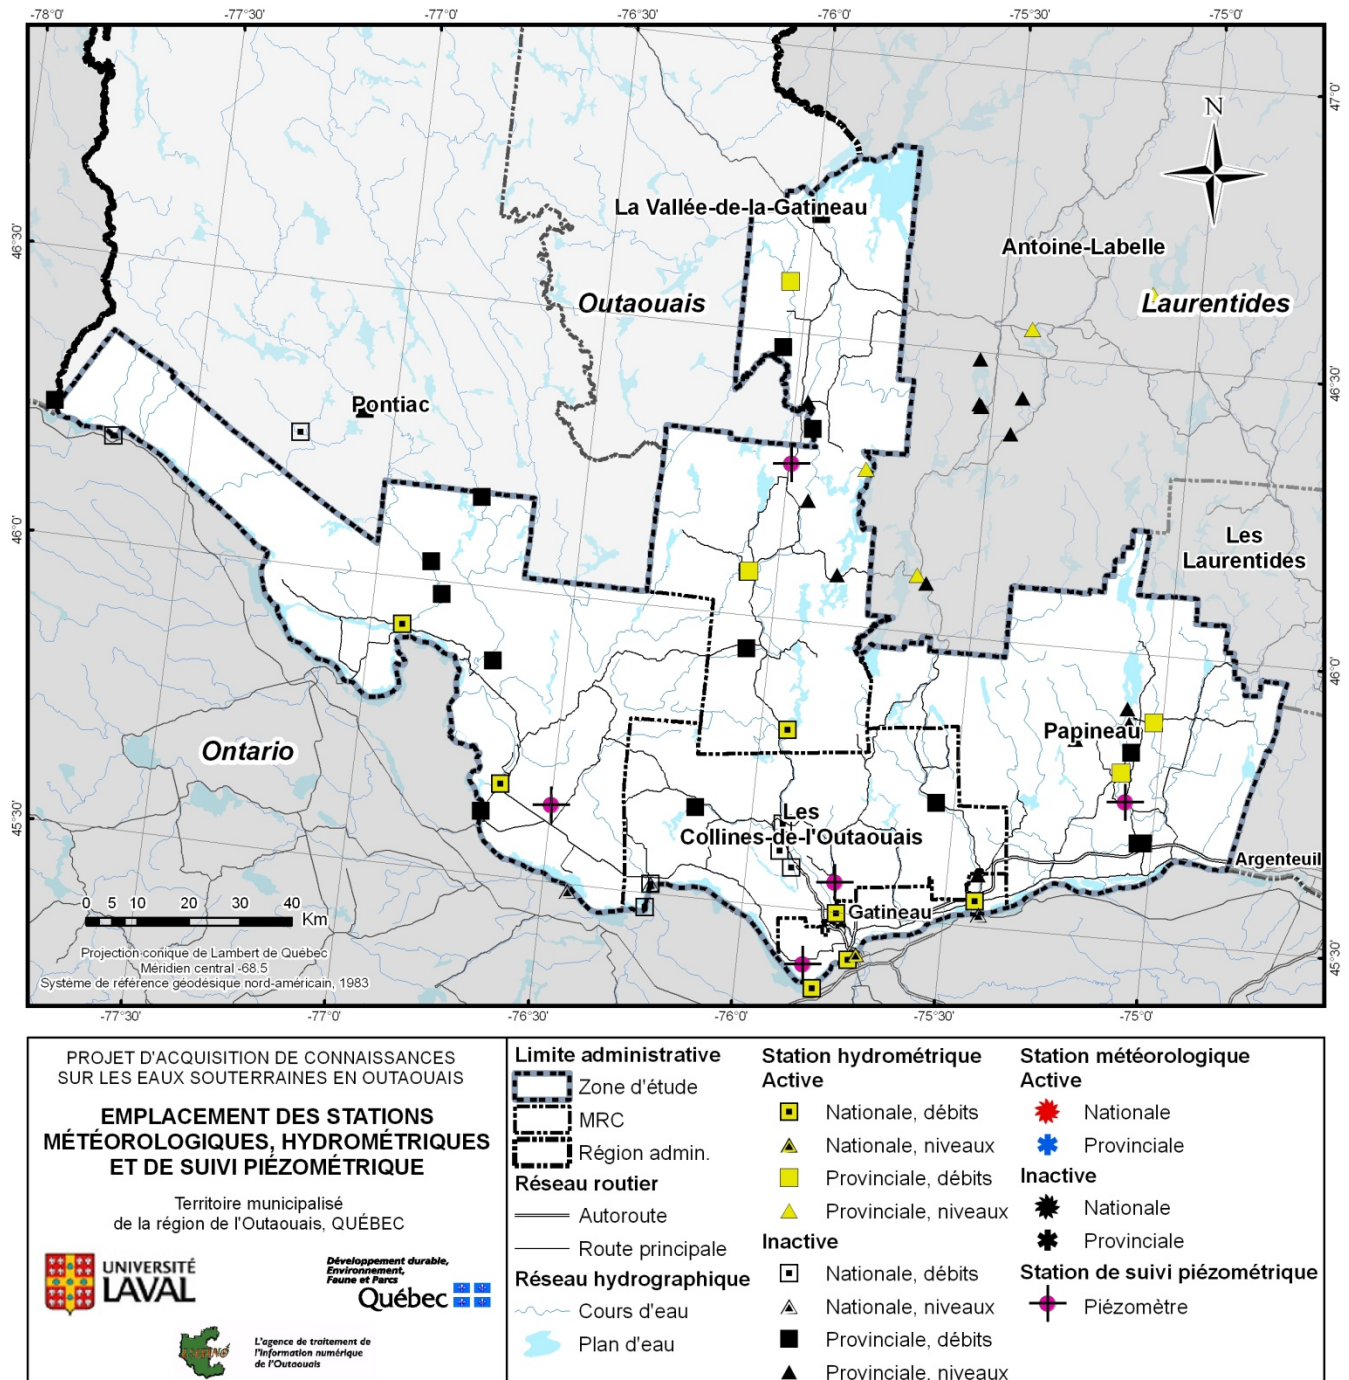 -78°0' -77°30' -77°0' -76°30' -76°0' -75°30' -75°0'
47°0'
N
La Vallée-de-la-Gatineau
46°30'
Antoine-Labelle
Outaouais
Laurentides
46°30'
Pontiac
46°0'
Les
Laurentides
46°0'
Papineau
Ontario
45°30'
Les
Collines-de-l'Outaouais
Argenteuil
Gatineau
0 5 10 20 30 40
Km
Projection conique de Lambert de Québec
Méridien central -68.5
Système de référence géodésique nord-américain, 1983
45°30'
-77°30' -77°0' -76°30' -76°0' -75°30' -75°0'
PROJET D'ACQUISITION DE CONNAISSANCES
SUR LES EAUX SOUTERRAINES EN OUTAOUAIS
EMPLACEMENT DES STATIONS
MÉTÉOROLOGIQUES, HYDROMÉTRIQUES
ET DE SUIVI PIÉZOMÉTRIQUE
Territoire municipalisé
de la région de l'Outaouais, QUÉBEC
UNIVERSITÉ
LAVAL
Développement durable,
Environnement,
Faune et Parcs
Québec
L'agence de traitement de
l'information numérique
de l'Outaouais
Limite administrative
Zone d'étude
MRC
Région admin.
Réseau routier
Autoroute
Route principale
Réseau hydrographique
Cours d'eau
Plan d'eau
Station hydrométrique
Active
Nationale, débits
Nationale, niveaux
Provinciale, débits
Provinciale, niveaux
Inactive
Nationale, débits
Nationale, niveaux
Provinciale, débits
Provinciale, niveaux
Station météorologique
Active
Nationale
Provinciale
Inactive
Nationale
Provinciale
Station de suivi piézométrique
Piézomètre